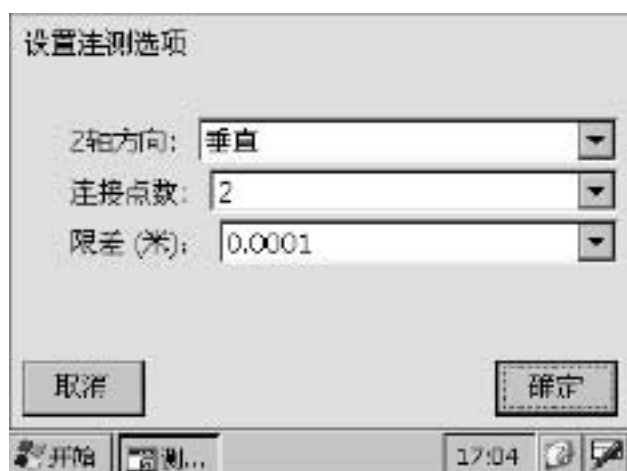 设置连测选项
Z轴方向: 垂直
连接点数: 2
限差 (米): 0.0001
取消 确定
开始 测... 17:04